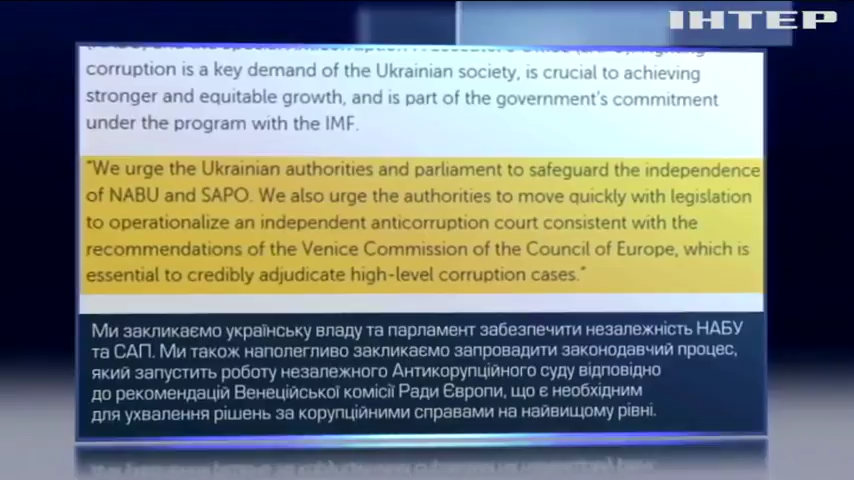 ІНТЕР
corruption is a key demand of the Ukrainian society, is crucial to achieving
stronger and equitable growth, and is part of the government's commitment
under the program with the IMF.
"We urge the Ukrainian authorities and parliament to safeguard the independence
of NABU and SAPO. We also urge the authorities to move quickly with legislation
to operationalize an independent anticorruption court consistent with the
recommendations of the Venice Commission of the Council of Europe, which is
essential to credibly adjudicate high-level corruption cases."
Ми закликаємо українську владу та парламент забезпечити незалежність НАБУ
та САП. Ми також наполегливо закликаємо запровадити законодавчий процес,
який запустить роботу незалежного Антикорупційного суду відповідно
до рекомендацій Венеційської комісії Ради Європи, що є необхідним
для ухвалення рішень за корупційними справами на найвищому рівні.